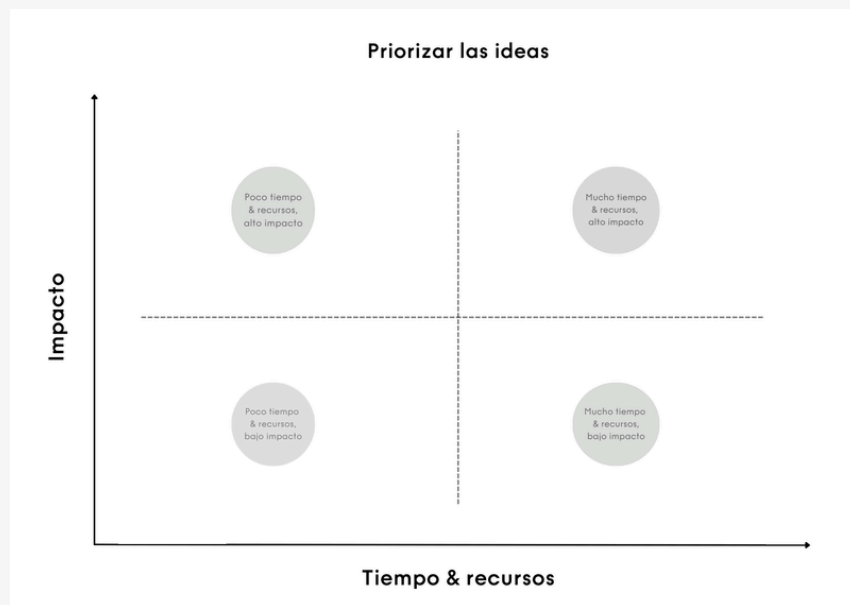 Priorizar las ideas
Poco tiempo
& recursos,
alto impacto
Mucho tiempo
& recursos,
alto impacto
Impacto
Poco tiempo
& recursos,
bajo impacto
Mucho tiempo
& recursos,
bajo impacto
Tiempo & recursos